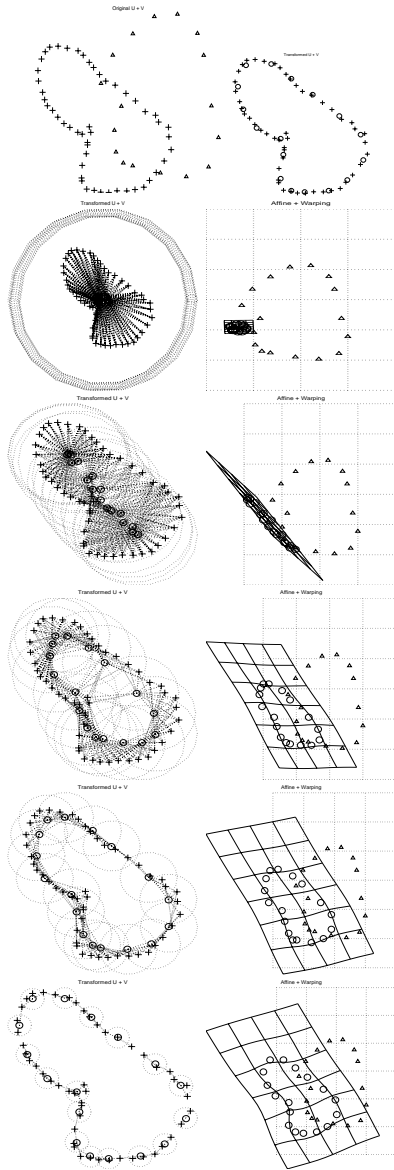 Original U + V
Transformed U + V
Transformed U + V
Affine + Warping
Transformed U + V
Affine + Warping
Transformed U + V
Affine + Warping
Transformed U + V
Affine + Warping
Transformed U + V
Affine + Warping